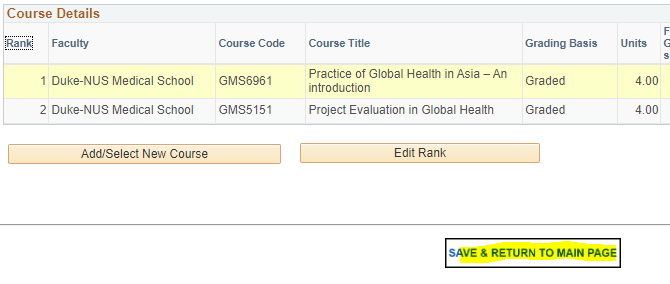 Course Details
Rank Faculty Course Code Course Title Grading Basis Units F
G
s
1 Duke-NUS Medical School GMS6961 Practice of Global Health in Asia – An introduction Graded 4.00
2 Duke-NUS Medical School GMS5151 Project Evaluation in Global Health Graded 4.00
Add/Select New Course Edit Rank
SAVE & RETURN TO MAIN PAGE